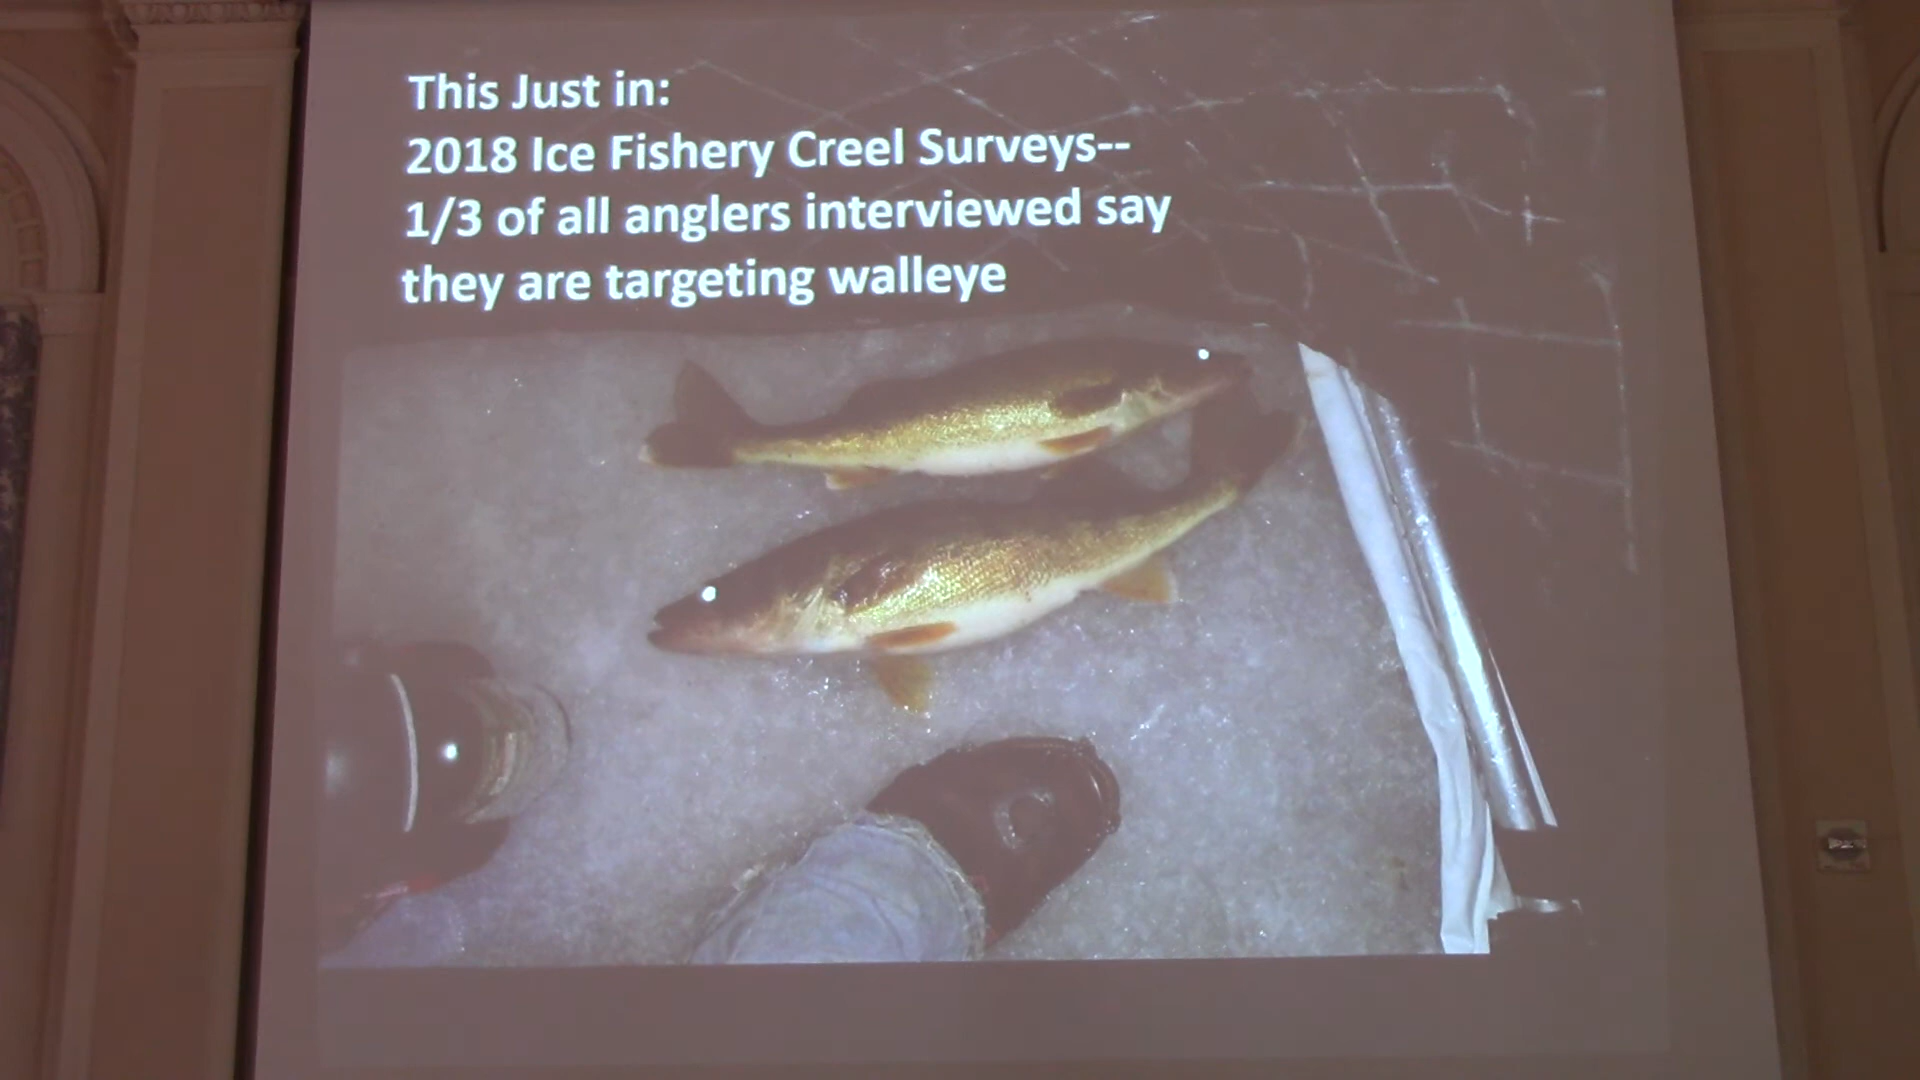 This Just in:
2018 Ice Fishery Creel Surveys--
1/3 of all anglers interviewed say
they are targeting walleye